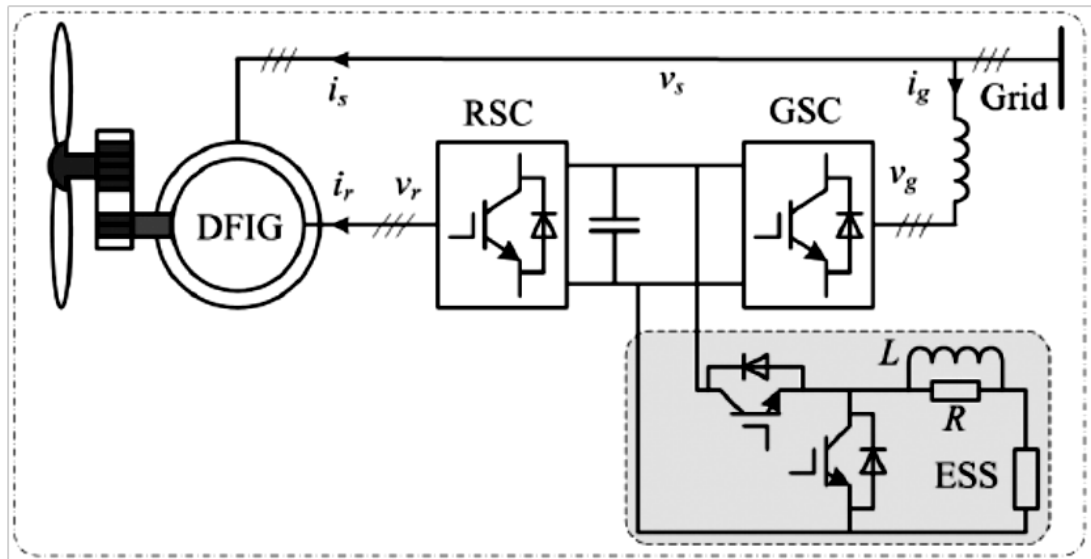 i_s
v_s
i_g
Grid
RSC
GSC
i_r
v_r
v_g
DFIG
L
R
ESS